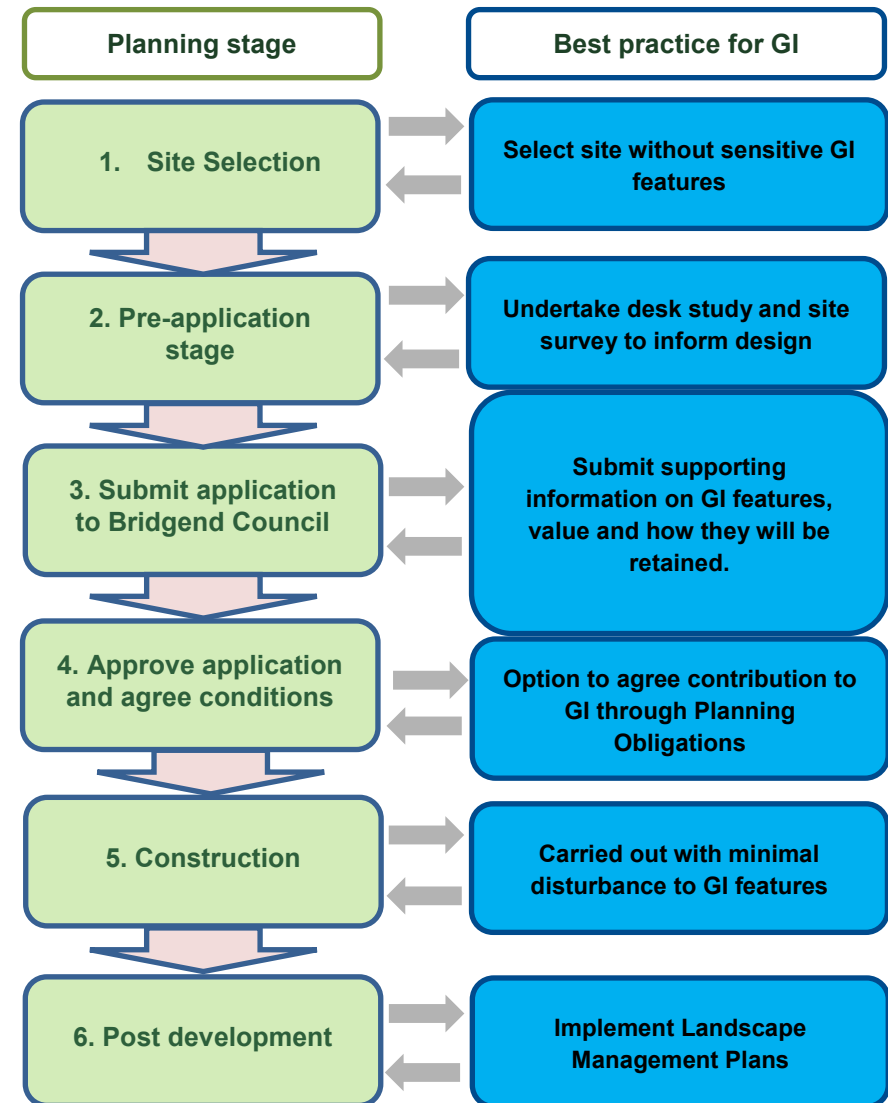 Planning stage
Best practice for GI
1. Site Selection
Select site without sensitive GI
features
2. Pre-application
stage
Undertake desk study and site
survey to inform design
3. Submit application
to Bridgend Council
Submit supporting
information on GI features,
value and how they will be
retained.
4. Approve application
and agree conditions
Option to agree contribution to
GI through Planning
Obligations
5. Construction
Carried out with minimal
disturbance to GI features
6. Post development
Implement Landscape
Management Plans